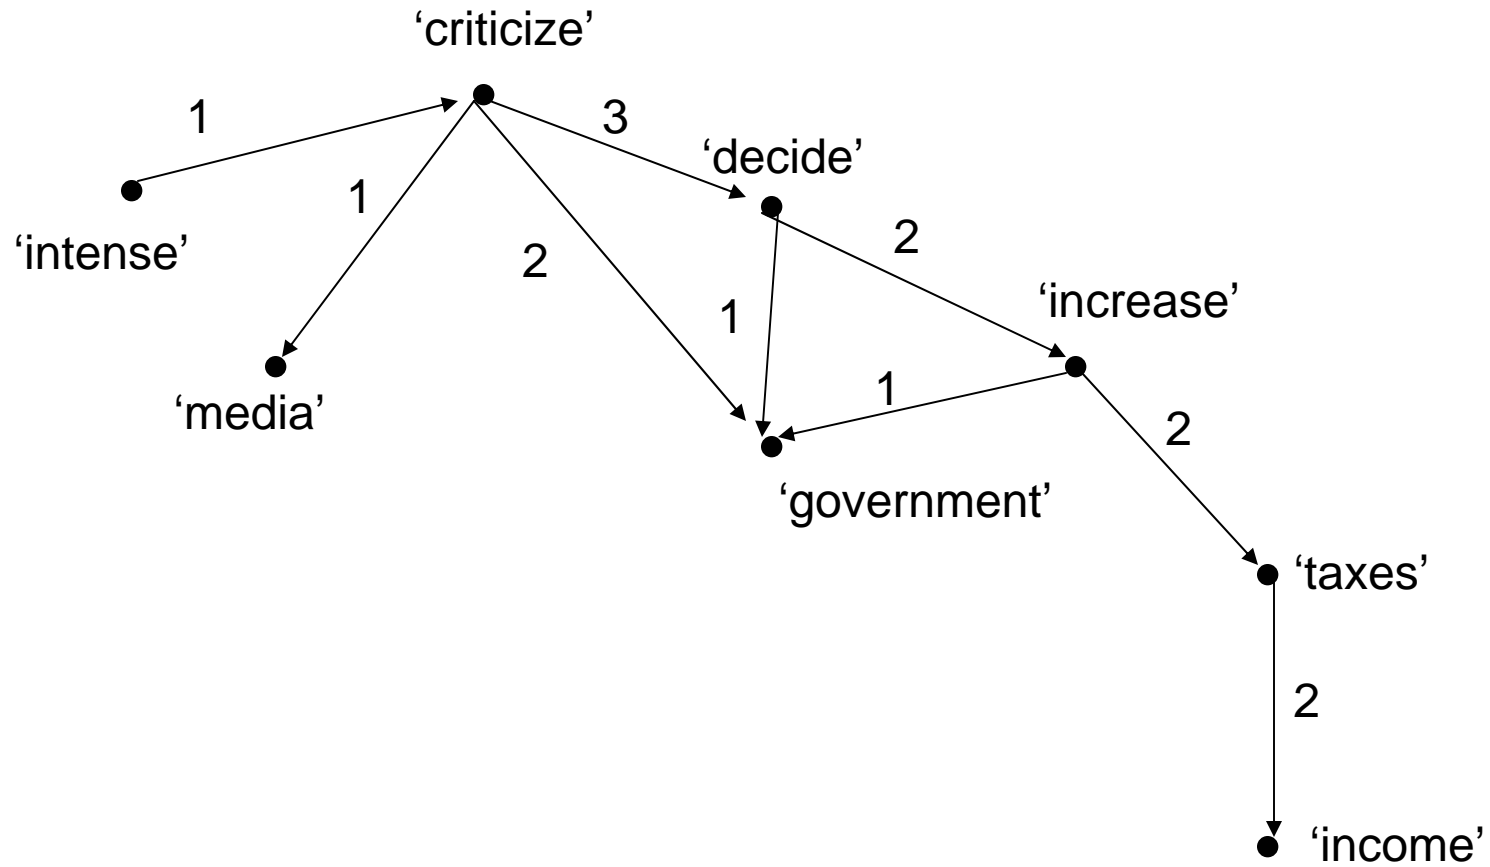 ‘criticize’
1
3
‘decide’
1
‘intense’
2
2
‘increase’
1
1
‘media’
2
‘government’
‘taxes’
2
‘income’